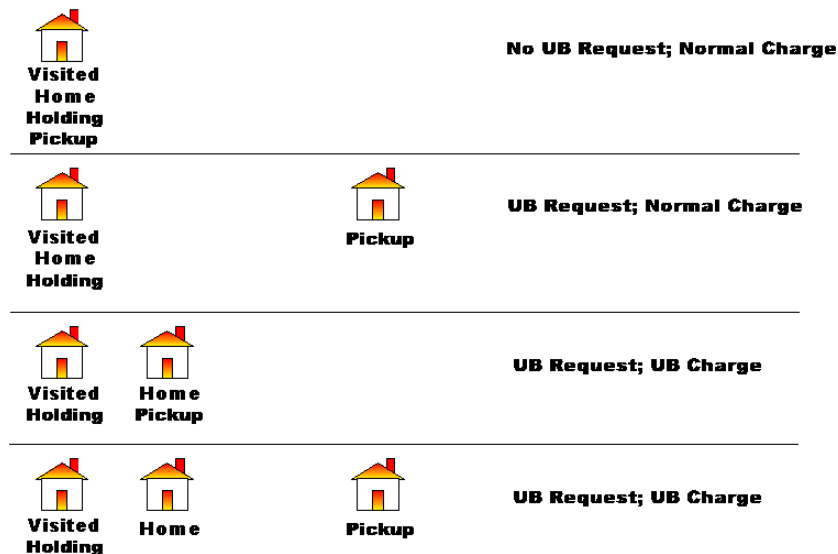 No UB Request; Normal Charge
Visited
Home
Holding
Pickup
UB Request; Normal Charge
Visited
Home
Holding
Pickup
UB Request; UB Charge
Visited
Holding
Home
Pickup
UB Request; UB Charge
Visited
Holding
Home
Pickup